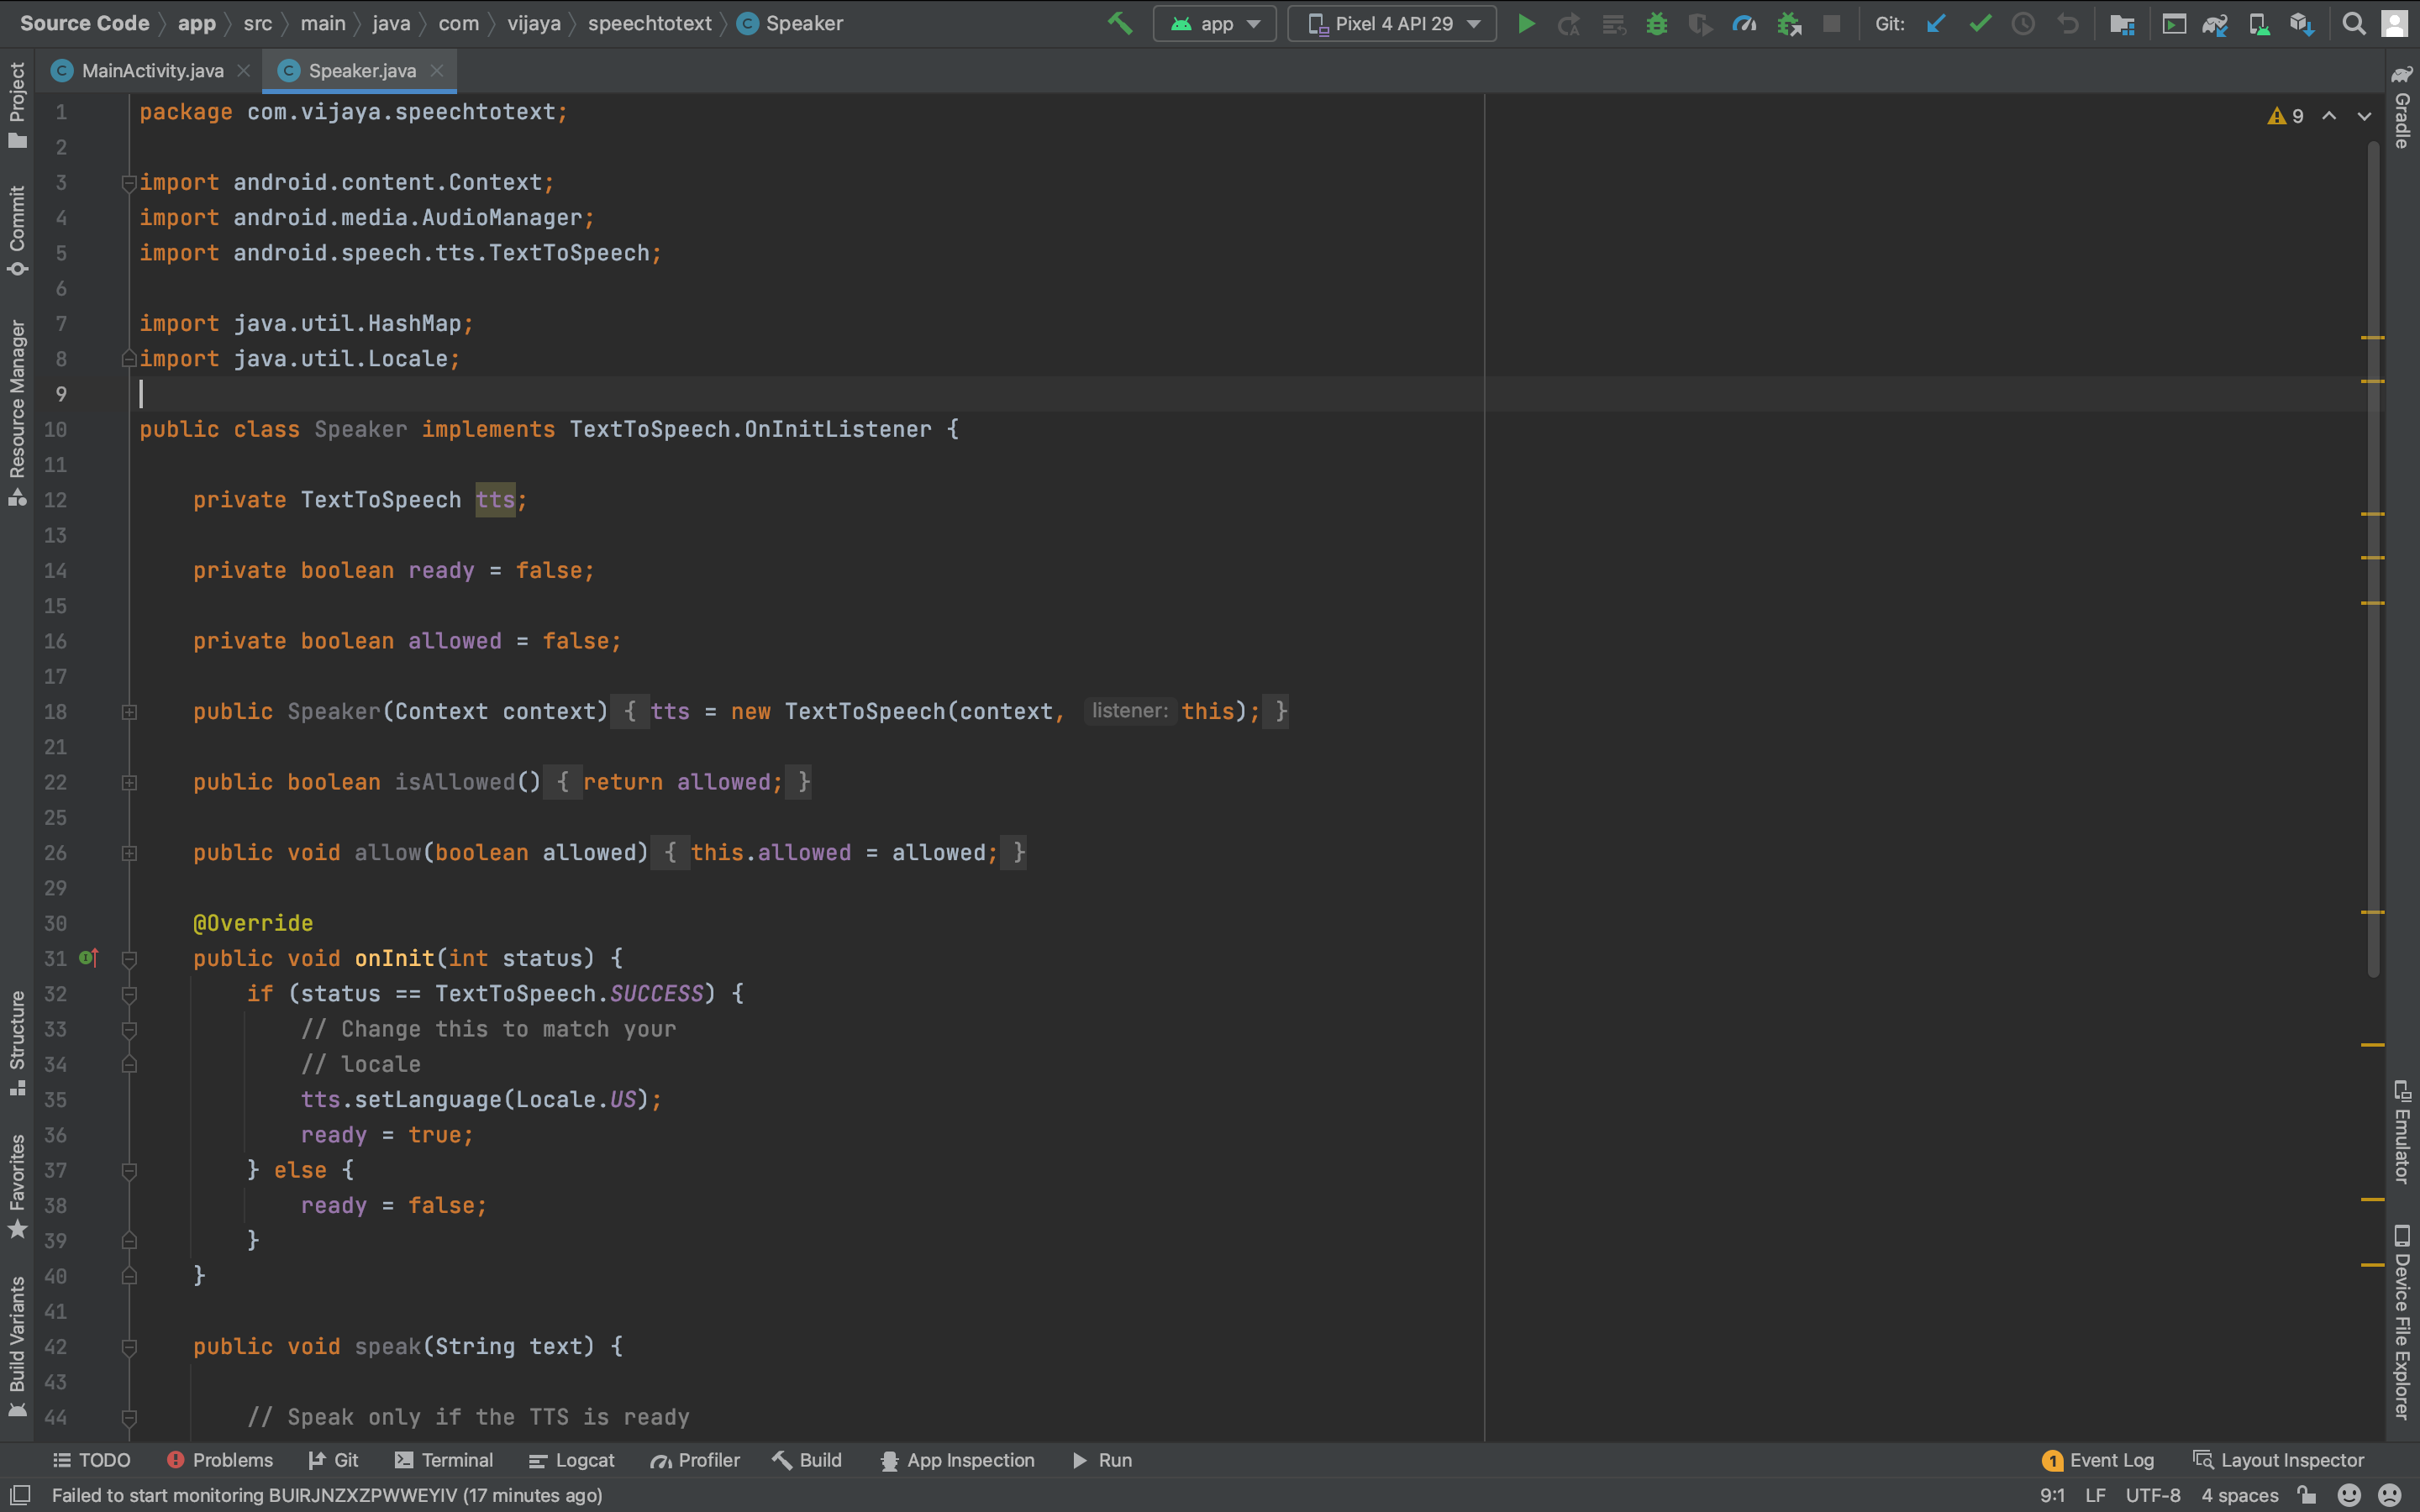 Source Code app src main java com vijaya speechtotext Speaker app Pixel 4 API 29 Git:
MainActivity.java Speaker.java
9
1 package com.vijaya.speechtotext;
2
3 import android.content.Context;
4 import android.media.AudioManager;
5 import android.speech.tts.TextToSpeech;
6
7 import java.util.HashMap;
8 import java.util.Locale;
9
10 public class Speaker implements TextToSpeech.OnInitListener {
11
12 private TextToSpeech tts;
13
14 private boolean ready = false;
15
16 private boolean allowed = false;
17
18 public Speaker(Context context) { tts = new TextToSpeech(context, listener: this); }
21
22 public boolean isAllowed() { return allowed; }
25
26 public void allow(boolean allowed) { this.allowed = allowed; }
29
30 @Override
31 public void onInit(int status) {
32 if (status == TextToSpeech.SUCCESS) {
33 // Change this to match your
34 // locale
35 tts.setLanguage(Locale.US);
36 ready = true;
37 } else {
38 ready = false;
39 }
40 }
41
42 public void speak(String text) {
43
44 // Speak only if the TTS is ready
Project
Commit
Resource Manager
Structure
Favorites
Build Variants
Gradle
Emulator
Device File Explorer
TODO Problems Git Terminal Logcat Profiler Build App Inspection Run 1 Event Log Layout Inspector
Failed to start monitoring BUIRJNZXZPWWEYIV (17 minutes ago) 9:1 LF UTF-8 4 spaces